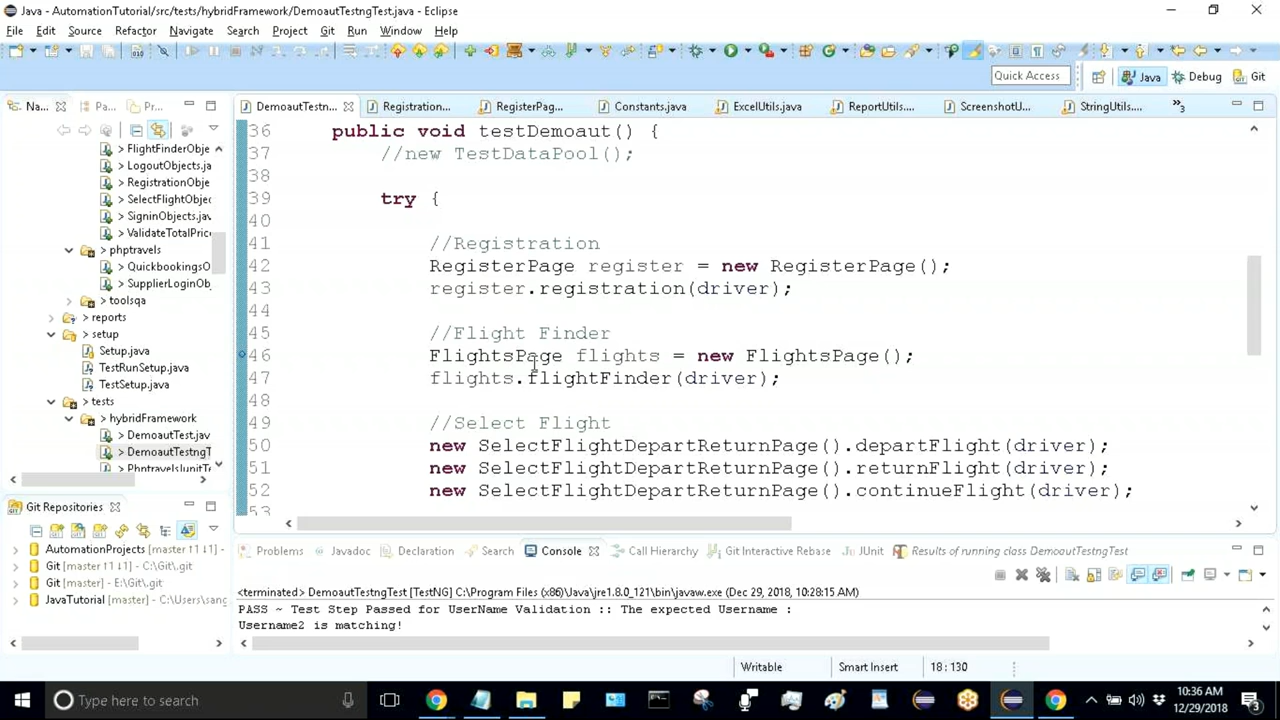 Java - AutomationTutorial/src/tests/hybridFramework/DemoautTestngTest.java - Eclipse
File Edit Source Refactor Navigate Search Project Git Run Window Help
Quick Access Java Debug Git
Na... Pa... Pr... DemoautTestn... Registration... RegisterPag... Constants.java ExcelUtils.java ReportUtils.... ScreenshotU... StringUtils.... »3
> FlightFinderObje
> LogoutObjects.ja
> RegistrationObje
> SelectFlightObjec
> SigninObjects.jav
> ValidateTotalPric
> phptravels
> QuickbookingsO
> SupplierLoginOb
> toolsqa
> reports
> setup
Setup.java
TestRunSetup.java
TestSetup.java
> tests
> hybridFramework
> DemoautTest.jav
> DemoautTestngT
> PhptravelsJunitTe
36 public void testDemoaut() {
37 //new TestDataPool();
38
39 try {
40
41 //Registration
42 RegisterPage register = new RegisterPage();
43 register.registration(driver);
44
45 //Flight Finder
46 FlightsPage flights = new FlightsPage();
47 flights.flightFinder(driver);
48
49 //Select Flight
50 new SelectFlightDepartReturnPage().departFlight(driver);
51 new SelectFlightDepartReturnPage().returnFlight(driver);
52 new SelectFlightDepartReturnPage().continueFlight(driver);
53
Git Repositories
AutomationProjects [master ↑1 ↓1] - C
Git [master ↑1 ↓1] - C:\Git\.git
Git [master] - E:\Git\.git
JavaTutorial [master] - C:\Users\sang
Problems Javadoc Declaration Search Console Call Hierarchy Git Interactive Rebase JUnit Results of running class DemoautTestngTest
<terminated> DemoautTestngTest [TestNG] C:\Program Files (x86)\Java\jre1.8.0_121\bin\javaw.exe (Dec 29, 2018, 10:28:15 AM)
PASS ~ Test Step Passed for UserName Validation :: The expected Username :
Username2 is matching!
Writable Smart Insert 18 : 130
Type here to search
10:36 AM
12/29/2018
3